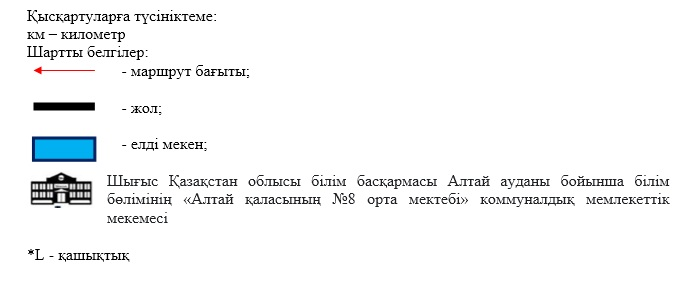 Қысқартуларға түсініктеме:
км – километр
Шартты белгілер:
- маршрут бағыты;
- жол;
- елді мекен;
Шығыс Қазақстан облысы білім басқармасы Алтай ауданы бойынша білім
бөлімінің «Алтай қаласының №8 орта мектебі» коммуналдық мемлекеттік
мекемесі
*L - қашықтық